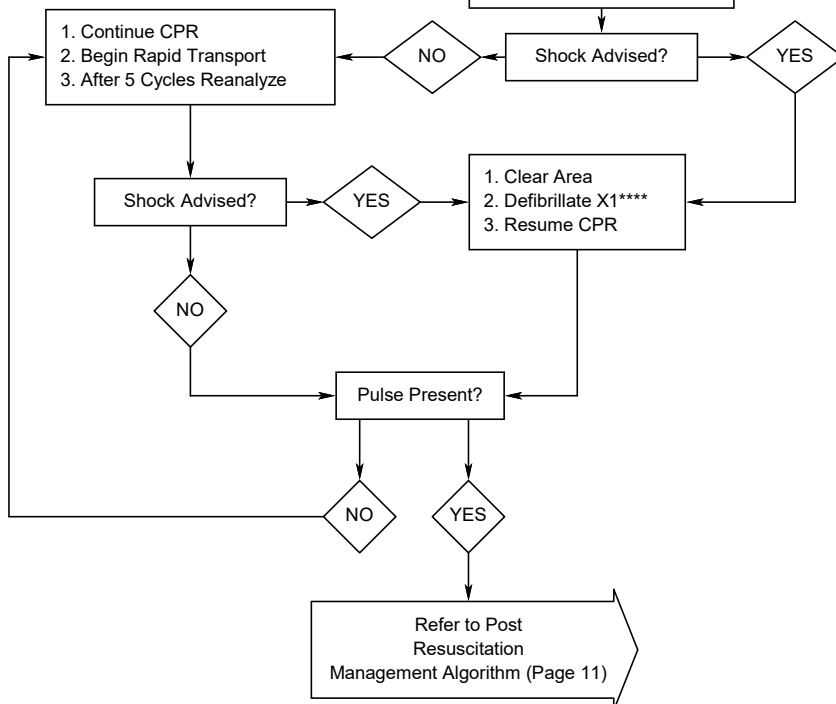 1. Continue CPR
2. Begin Rapid Transport
3. After 5 Cycles Reanalyze
NO
Shock Advised?
YES
Shock Advised?
YES
1. Clear Area
2. Defibrillate X1****
3. Resume CPR
NO
Pulse Present?
NO
YES
Refer to Post
Resuscitation
Management Algorithm (Page 11)